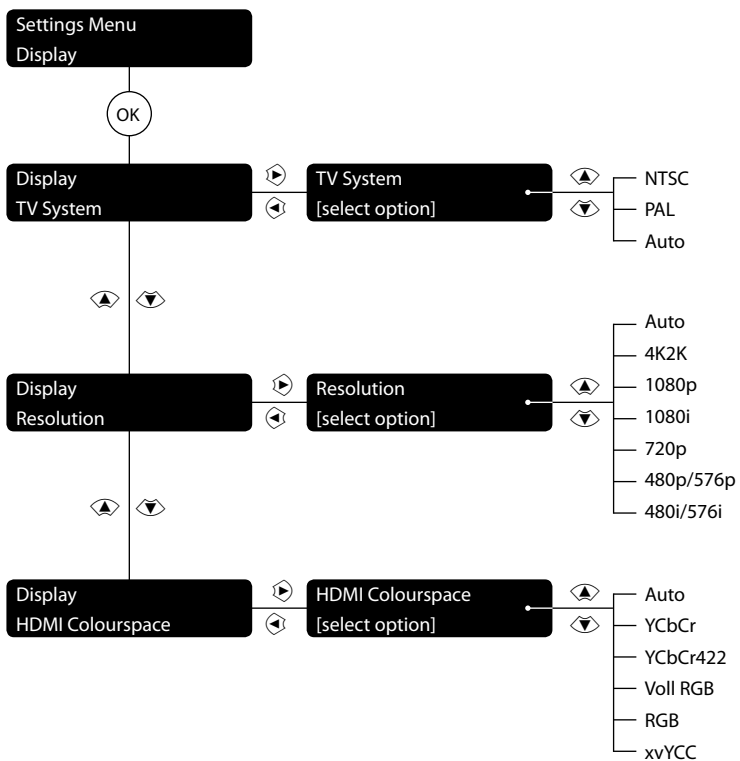 Settings Menu
Display
OK
Display
TV System
TV System
[select option]
NTSC
PAL
Auto
Display
Resolution
Resolution
[select option]
Auto
4K2K
1080p
1080i
720p
480p/576p
480i/576i
Display
HDMI Colourspace
HDMI Colourspace
[select option]
Auto
YCbCr
YCbCr422
Voll RGB
RGB
xvYCC